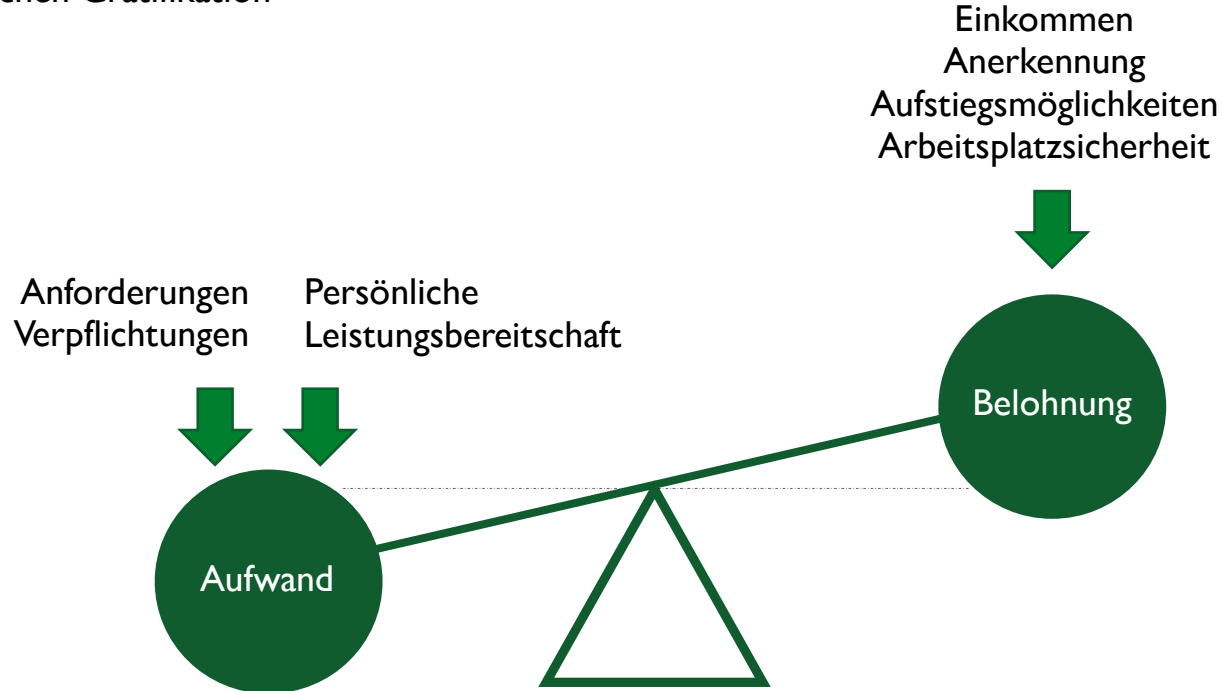 Einkommen
Anerkennung
Aufstiegsmöglichkeiten
Arbeitsplatzsicherheit
Anforderungen
Verpflichtungen
Persönliche
Leistungsbereitschaft
Belohnung
Aufwand